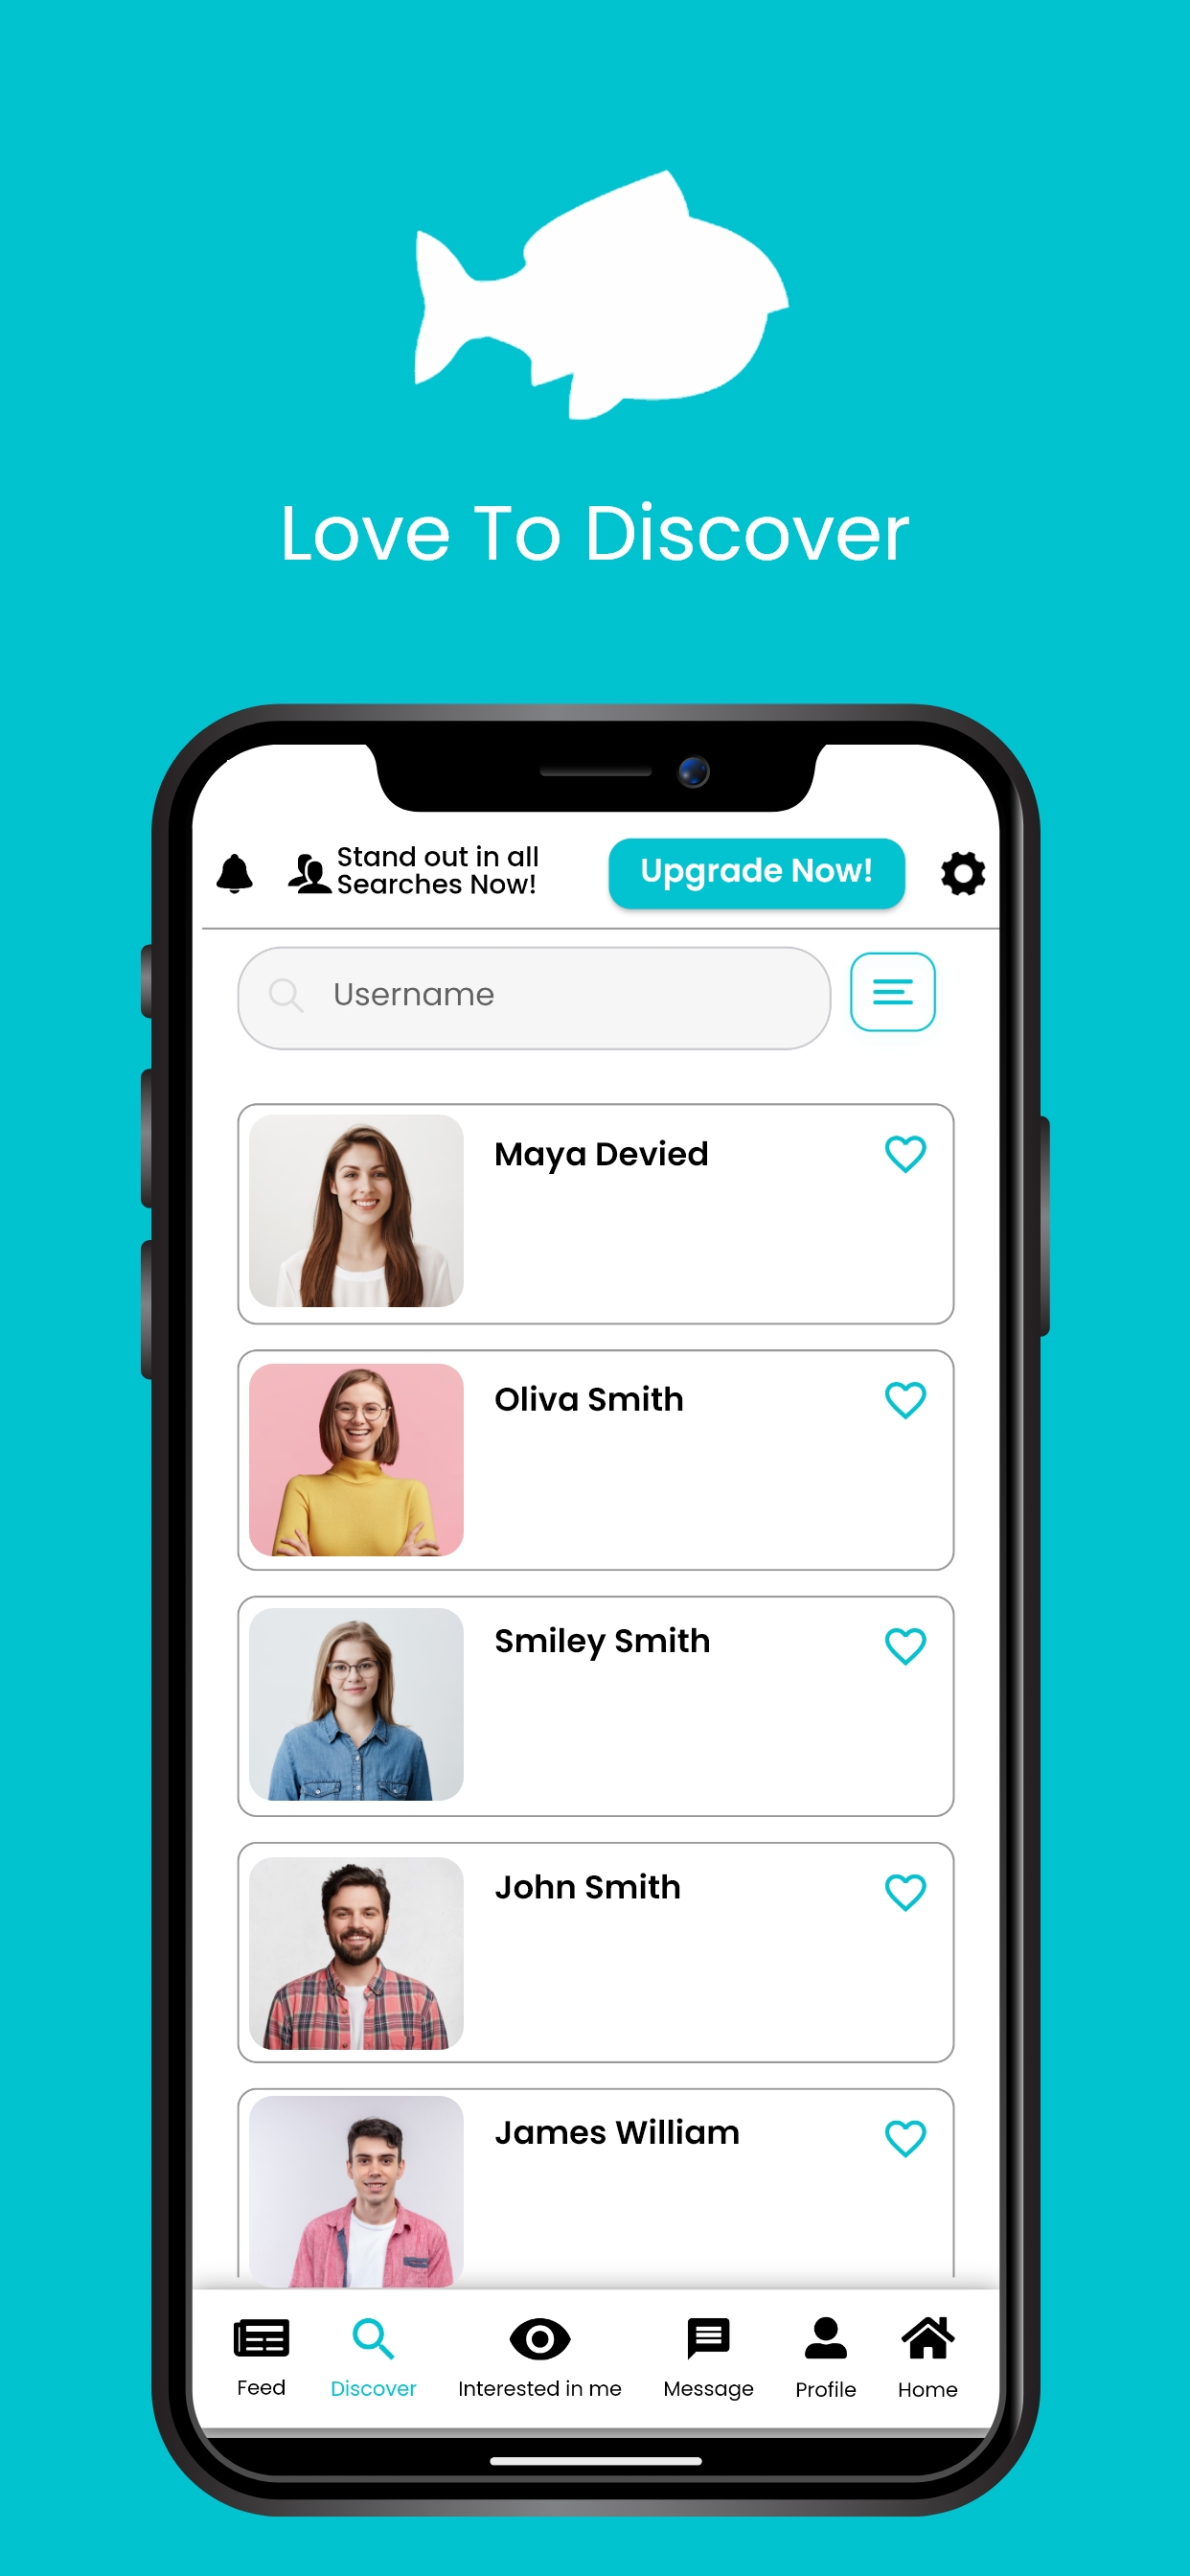 Love To Discover
Stand out in all
Searches Now!
Upgrade Now!
Username
Maya Devied
Oliva Smith
Smiley Smith
John Smith
James William
Feed
Discover
Interested in me
Message
Profile
Home